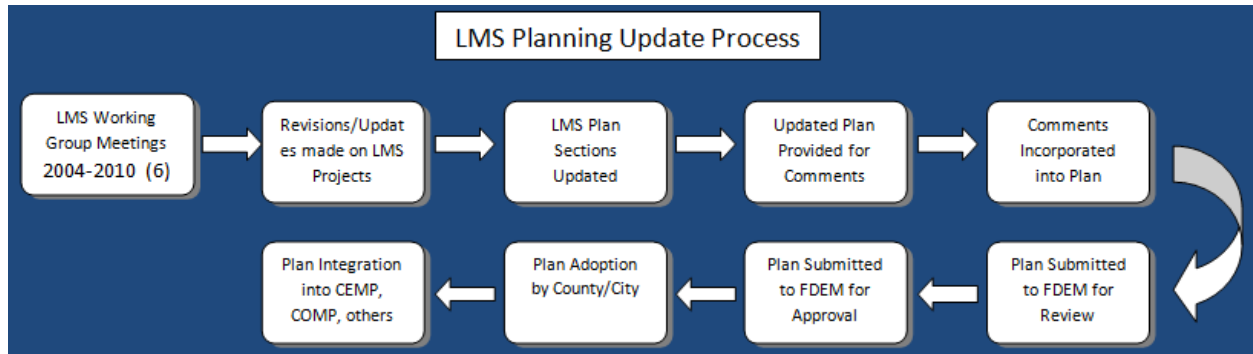 LMS Planning Update Process
LMS Working
Group Meetings
2004-2010 (6)
Revisions/Updat
es made on LMS
Projects
LMS Plan
Sections
Updated
Updated Plan
Provided for
Comments
Comments
Incorporated
into Plan
Plan Submitted
to FDEM for
Review
Plan Submitted
to FDEM for
Approval
Plan Adoption
by County/City
Plan Integration
into CEMP,
COMP, others